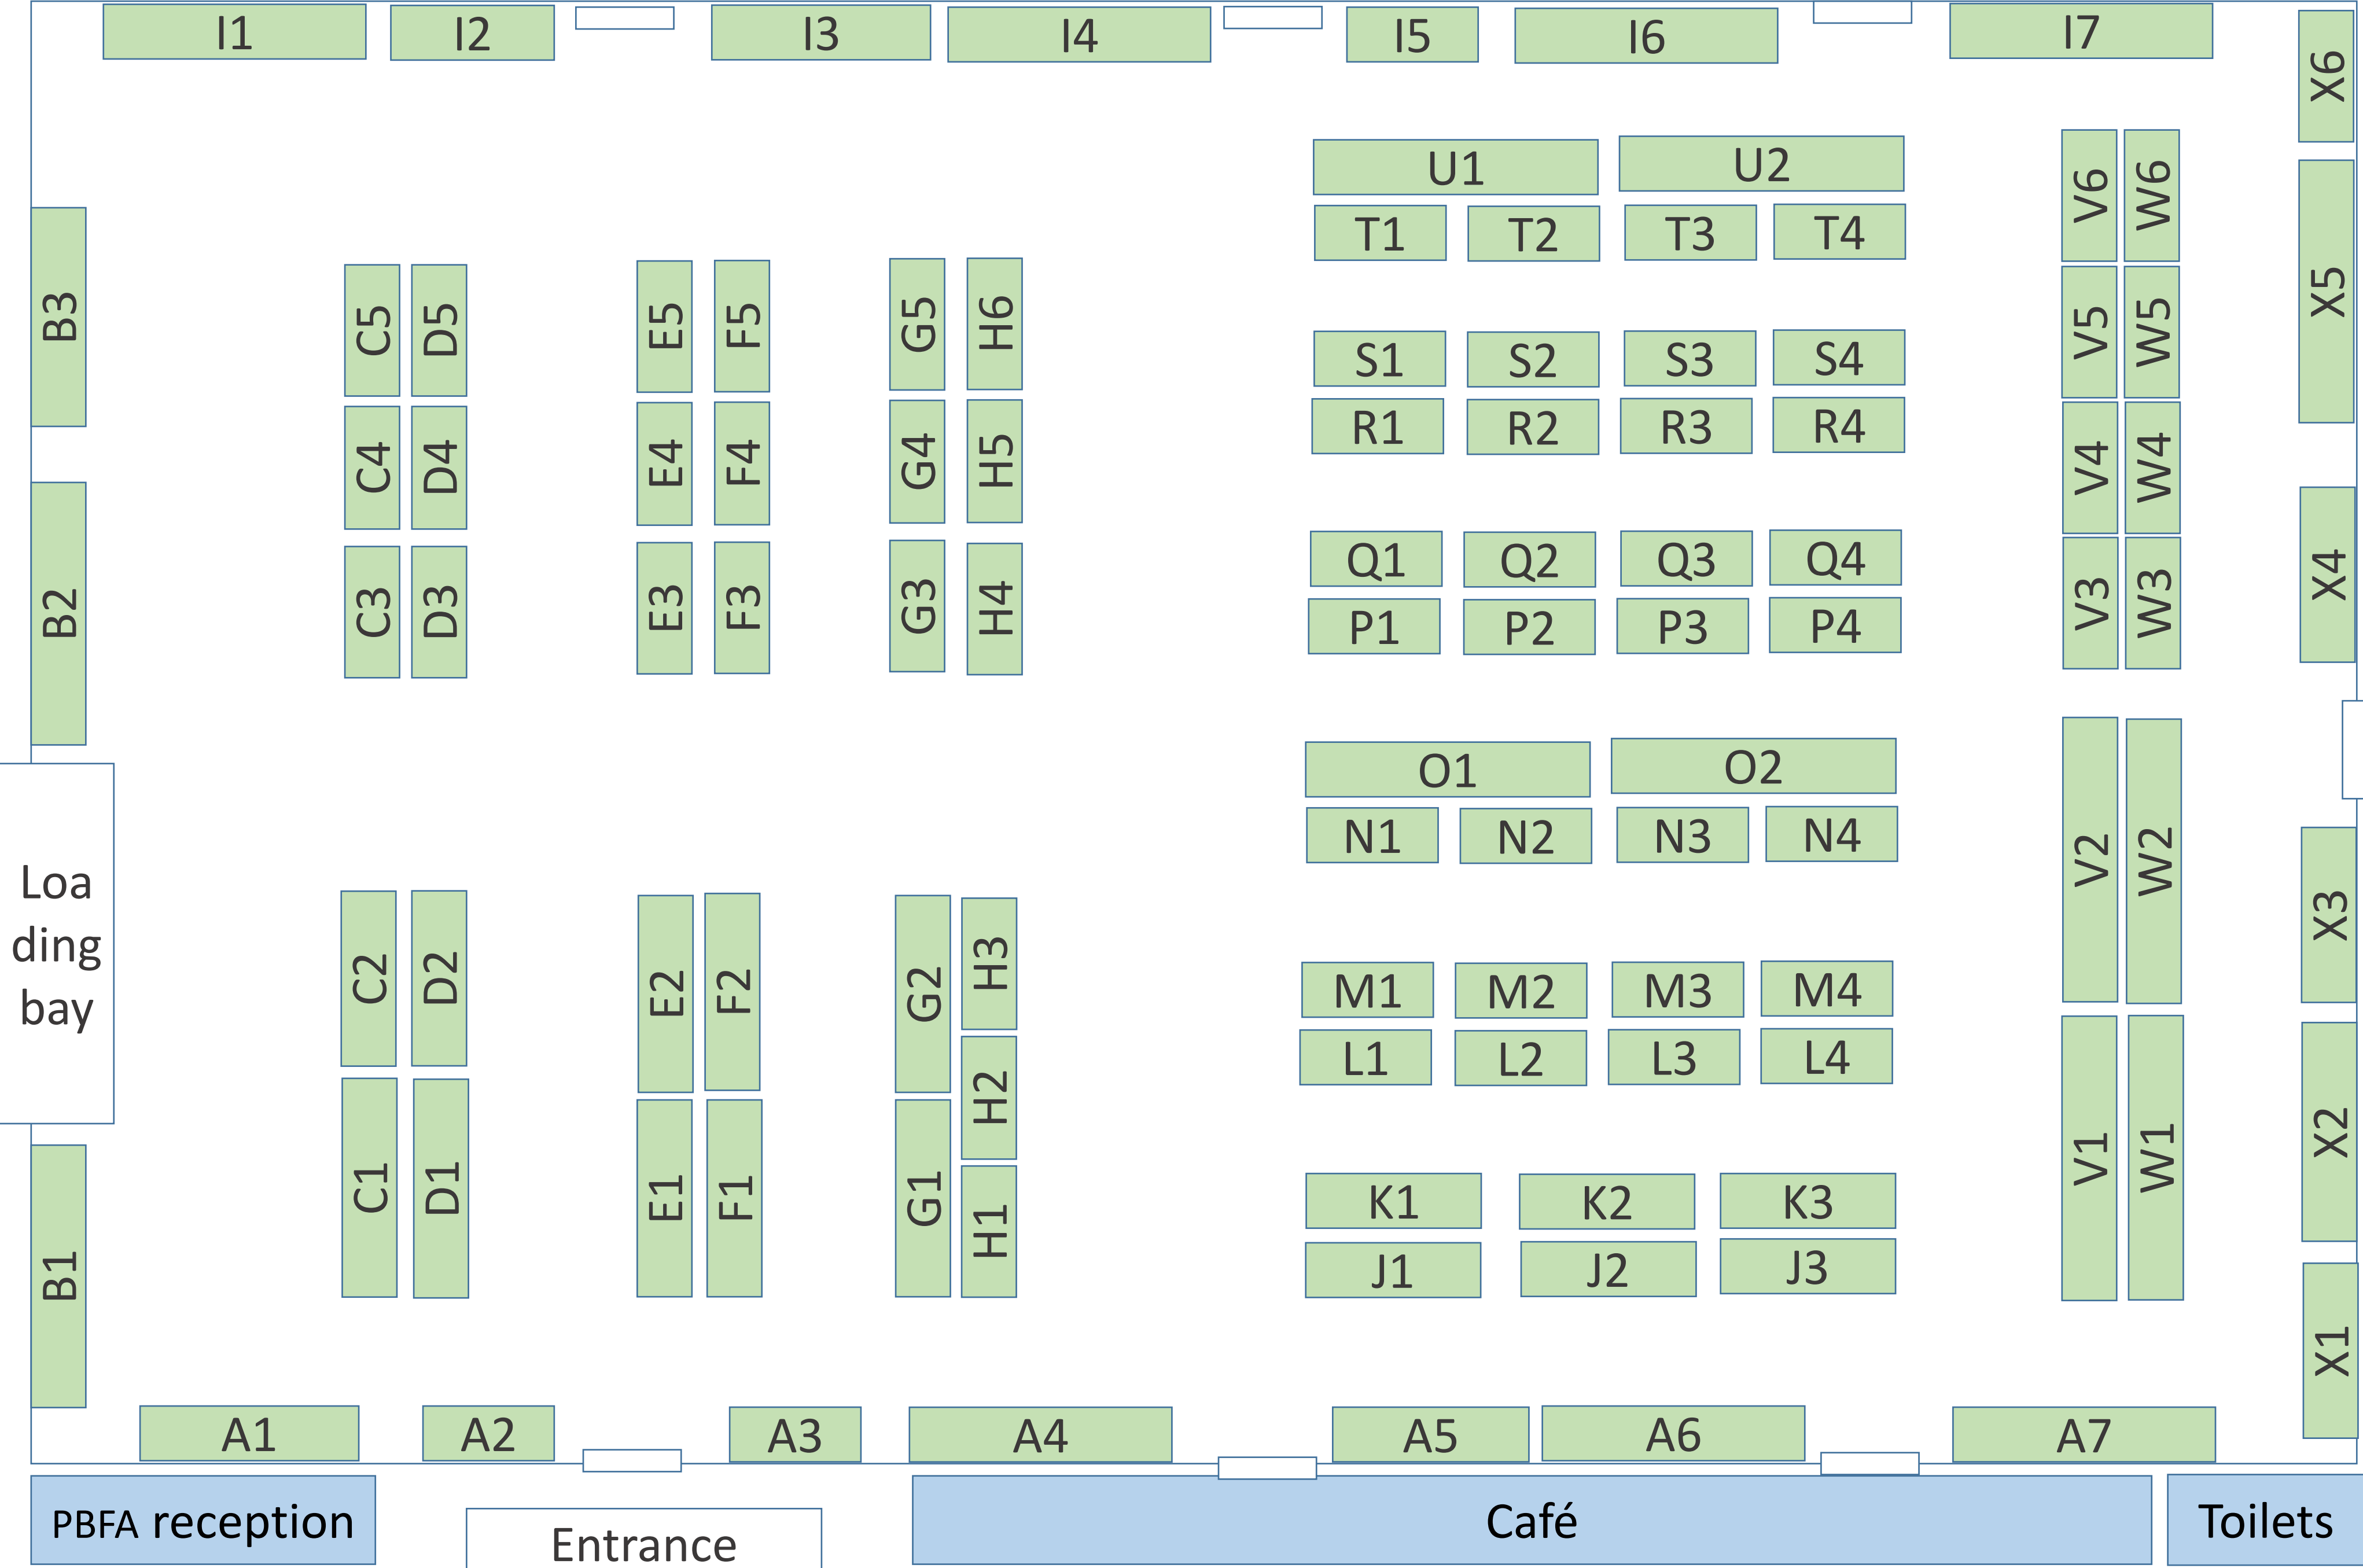 I1 I2 I3 I4 I5 I6 I7
X6
U1 U2
V6 W6
T1 T2 T3 T4
X5
B3
C5 D5 E5 F5 G5 H6
S1 S2 S3 S4
V5 W5
R1 R2 R3 R4
C4 D4 E4 F4 G4 H5
V4 W4
Q1 Q2 Q3 Q4
X4
B2
C3 D3 E3 F3 G3 H4
P1 P2 P3 P4
V3 W3
O1 O2
N1 N2 N3 N4
V2 W2
X3
Loa
ding
bay
C2 D2 E2 F2 G2 H3
M1 M2 M3 M4
L1 L2 L3 L4
H2
X2
V1 W1
C1 D1 E1 F1 G1 H1
K1 K2 K3
J1 J2 J3
B1
X1
A1 A2 A3 A4 A5 A6 A7
PBFA reception
Entrance
Café
Toilets